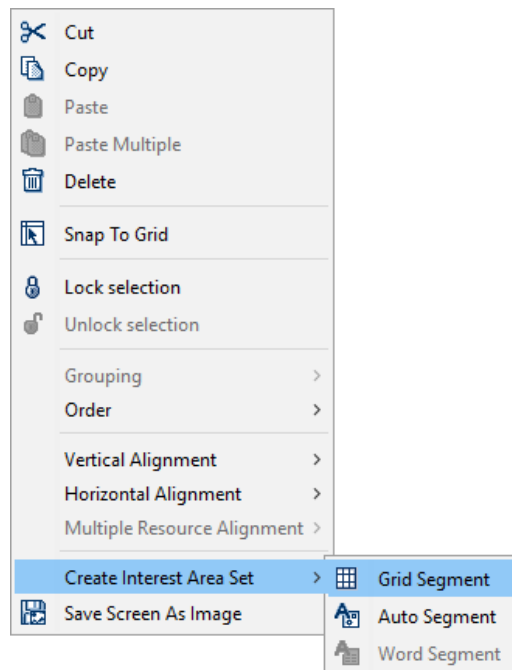 Cut
Copy
Paste
Paste Multiple
Delete
Snap To Grid
Lock selection
Unlock selection
Grouping
Order
Vertical Alignment
Horizontal Alignment
Multiple Resource Alignment
Create Interest Area Set
Grid Segment
Save Screen As Image
Auto Segment
Word Segment